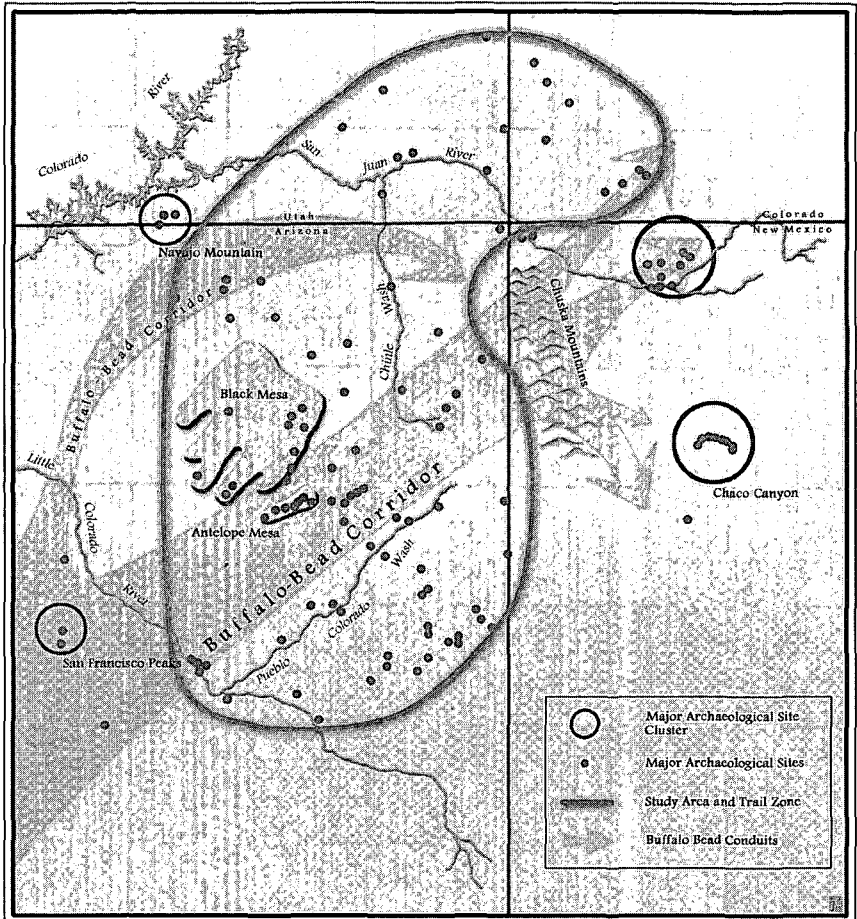 River
Colorado
San
Juan
River
Utah
Arizona
Colorado
New Mexico
Navajo Mountain
Buffalo-Bead Corridor
Chinle
Wash
Chuska Mountains
Black Mesa
Little
Colorado
River
Antelope Mesa
Buffalo-Bead Corridor
Chaco Canyon
San Francisco Peaks
Pueblo
Colorado
Wash
Major Archaeological Site
Cluster
Major Archaeological Sites
Study Area and Trail Zone
Buffalo Bead Conduits